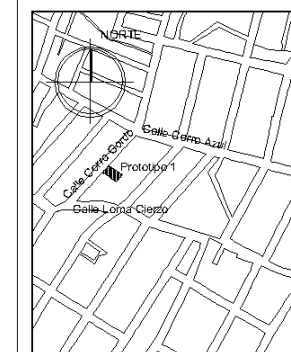 NORTE
Calle Cerro Azul
Calle Cerro Gordo
Prototipo 1
Calle Loma Cierzo